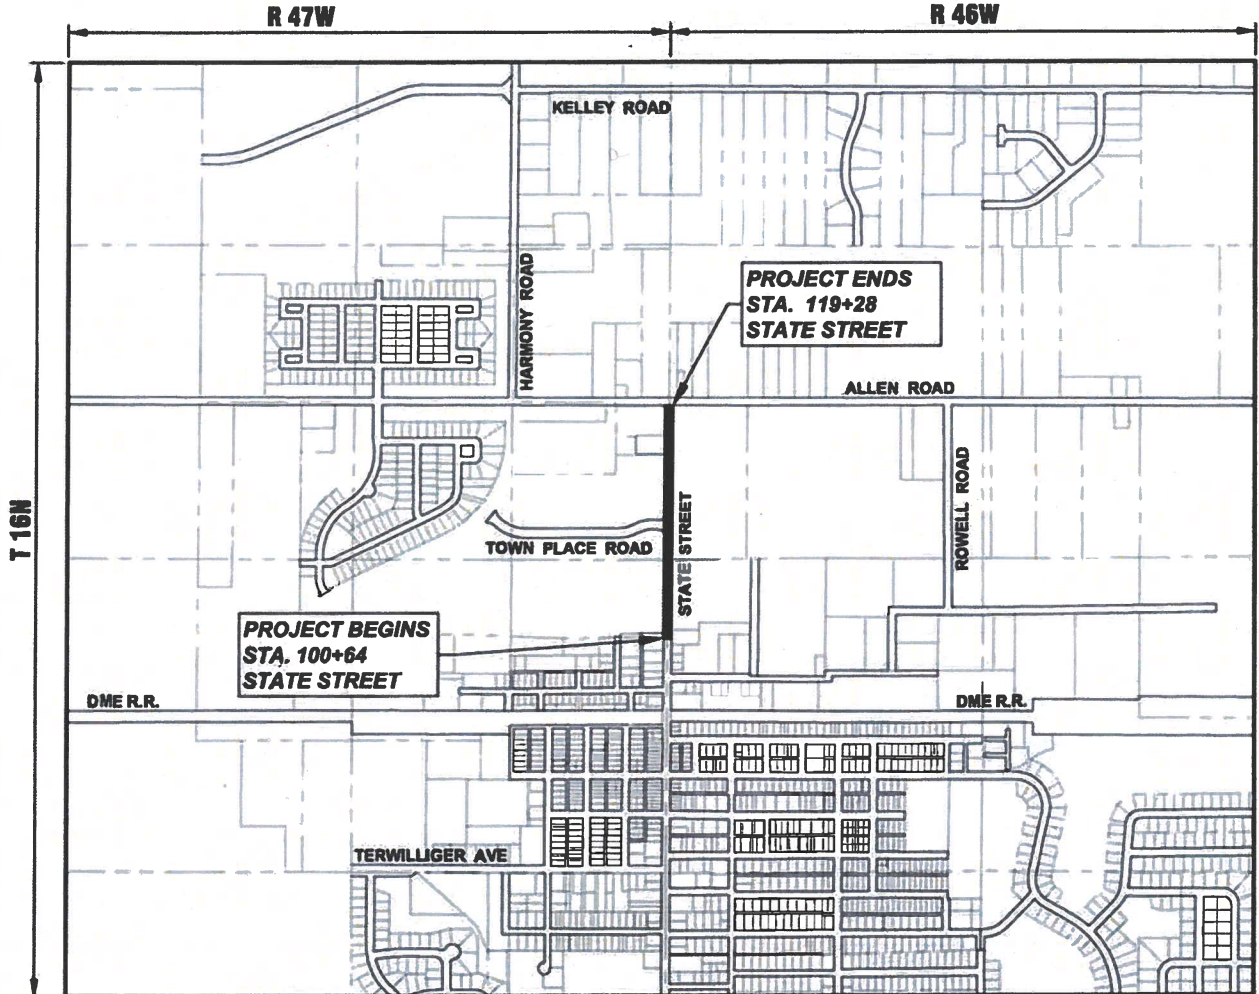 R 47W
R 46W
KELLEY ROAD
HARMONY ROAD
PROJECT ENDS
STA. 119+28
STATE STREET
ALLEN ROAD
T 16N
STATE STREET
ROWELL ROAD
TOWN PLACE ROAD
PROJECT BEGINS
STA. 100+64
STATE STREET
DME R.R.
DME R.R.
TERWILLIGER AVE